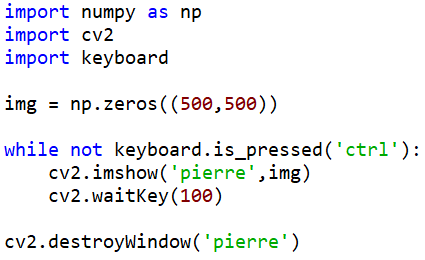 import numpy as np
import cv2
import keyboard
img = np.zeros((500,500))
while not keyboard.is_pressed('ctrl'):
    cv2.imshow('pierre',img)
    cv2.waitKey(100)
cv2.destroyWindow('pierre')